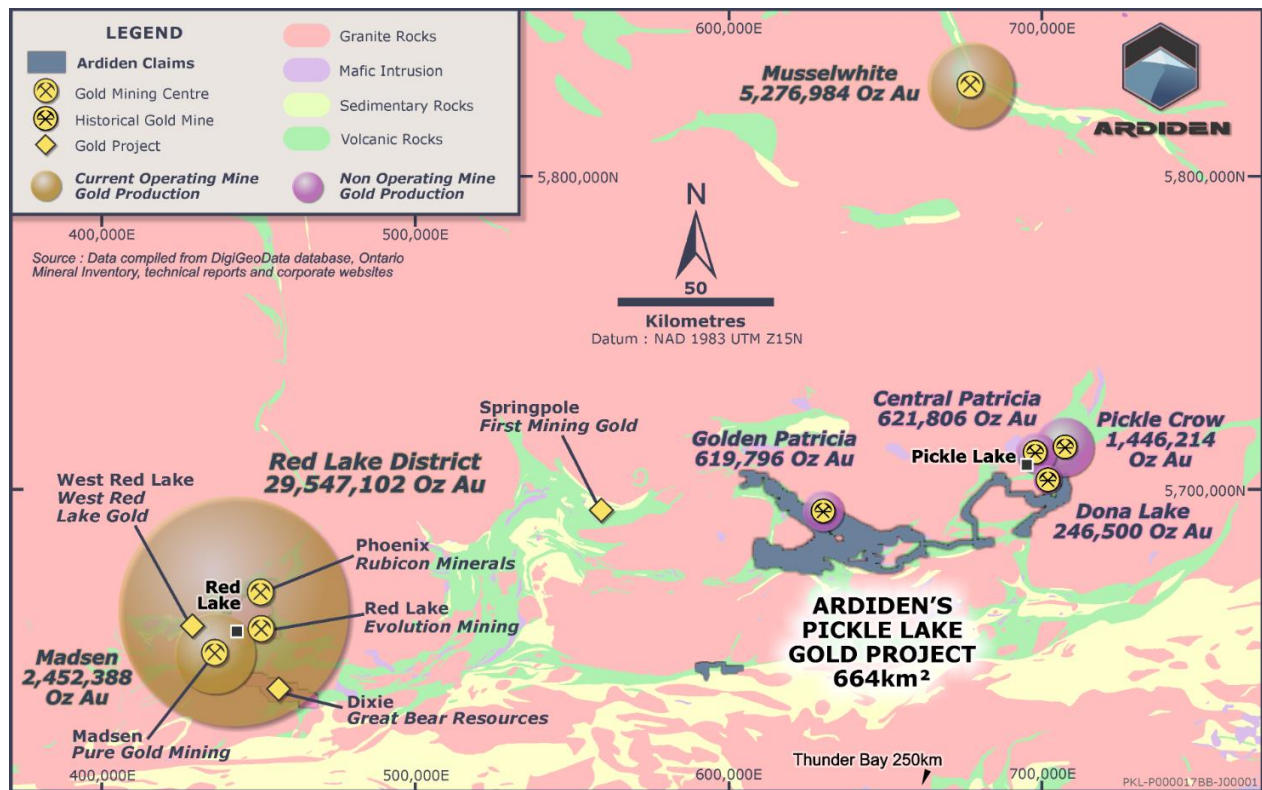 LEGEND
Ardiden Claims
Gold Mining Centre
Historical Gold Mine
Gold Project
Current Operating Mine
Gold Production
Granite Rocks
Mafic Intrusion
Sedimentary Rocks
Volcanic Rocks
Non Operating Mine
Gold Production
600,000E
700,000E
Musselwhite
5,276,984 Oz Au
ARDIDEN
5,800,000N
5,800,000N
400,000E
500,000E
Source : Data compiled from DigiGeoData database, Ontario
Mineral Inventory, technical reports and corporate websites
N
50
Kilometres
Datum : NAD 1983 UTM Z15N
Springpole
First Mining Gold
Golden Patricia
619,796 Oz Au
Central Patricia
621,806 Oz Au
Pickle Crow
1,446,214
Oz Au
Pickle Lake
5,700,000N
Dona Lake
246,500 Oz Au
Red Lake District
29,547,102 Oz Au
West Red Lake
West Red
Lake Gold
Phoenix
Rubicon Minerals
Red
Lake
Red Lake
Evolution Mining
Madsen
2,452,388
Oz Au
Dixie
Great Bear Resources
Madsen
Pure Gold Mining
ARDIDEN'S
PICKLE LAKE
GOLD PROJECT
664km²
Thunder Bay 250km
400,000E
500,000E
600,000E
700,000E
PKL-P000017BB-J00001